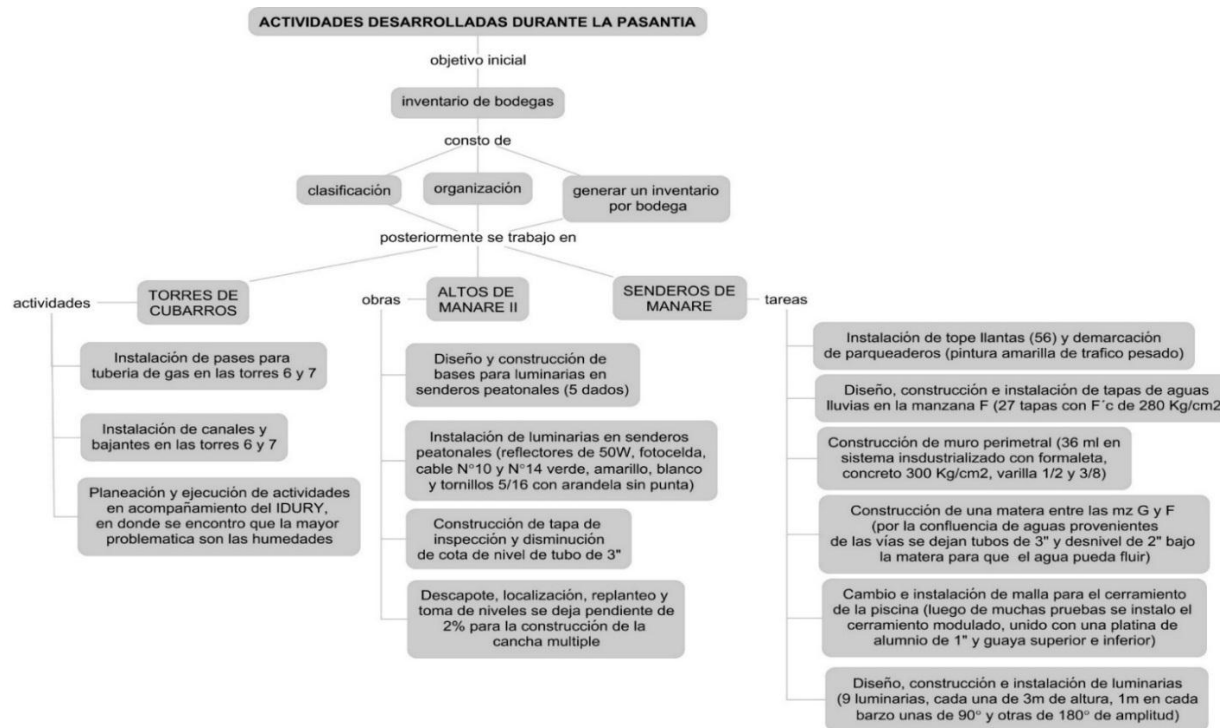 ACTIVIDADES DESARROLLADAS DURANTE LA PASANTIA
objetivo inicial
inventario de bodegas
consto de
clasificación
organización
generar un inventario
por bodega
posteriormente se trabajo en
actividades
TORRES DE
CUBARROS
Instalación de pases para
tuberia de gas en las torres 6 y 7
Instalación de canales y
bajantes en las torres 6 y 7
Planeación y ejecución de actividades
en acompañamiento del IDURY,
en donde se encontro que la mayor
problematica son las humedades
obras
ALTOS DE
MANARE II
Diseño y construcción de
bases para luminarias en
senderos peatonales (5 dados)
Instalación de luminarias en senderos
peatonales (reflectores de 50W, fotocelda,
cable N°10 y N°14 verde, amarillo, blanco
y tornillos 5/16 con arandela sin punta)
Construcción de tapa de
inspección y disminución
de cota de nivel de tubo de 3"
Descapote, localización, replanteo y
toma de niveles se deja pendiente de
2% para la construcción de la
cancha multiple
SENDEROS DE
MANARE
tareas
Instalación de tope llantas (56) y demarcación
de parqueaderos (pintura amarilla de trafico pesado)
Diseño, construcción e instalación de tapas de aguas
lluvias en la manzana F (27 tapas con F´c de 280 Kg/cm2
Construcción de muro perimetral (36 ml en
sistema insdustrializado con formaleta,
concreto 300 Kg/cm2, varilla 1/2 y 3/8)
Construcción de una matera entre las mz G y F
(por la confluencia de aguas provenientes
de las vías se dejan tubos de 3" y desnivel de 2" bajo
la matera para que el agua pueda fluir)
Cambio e instalación de malla para el cerramiento
de la piscina (luego de muchas pruebas se instalo el
cerramiento modulado, unido con una platina de
alumnio de 1" y guaya superior e inferior)
Diseño, construcción e instalación de luminarias
(9 luminarias, cada una de 3m de altura, 1m en cada
barzo unas de 90° y otras de 180° de amplitud)